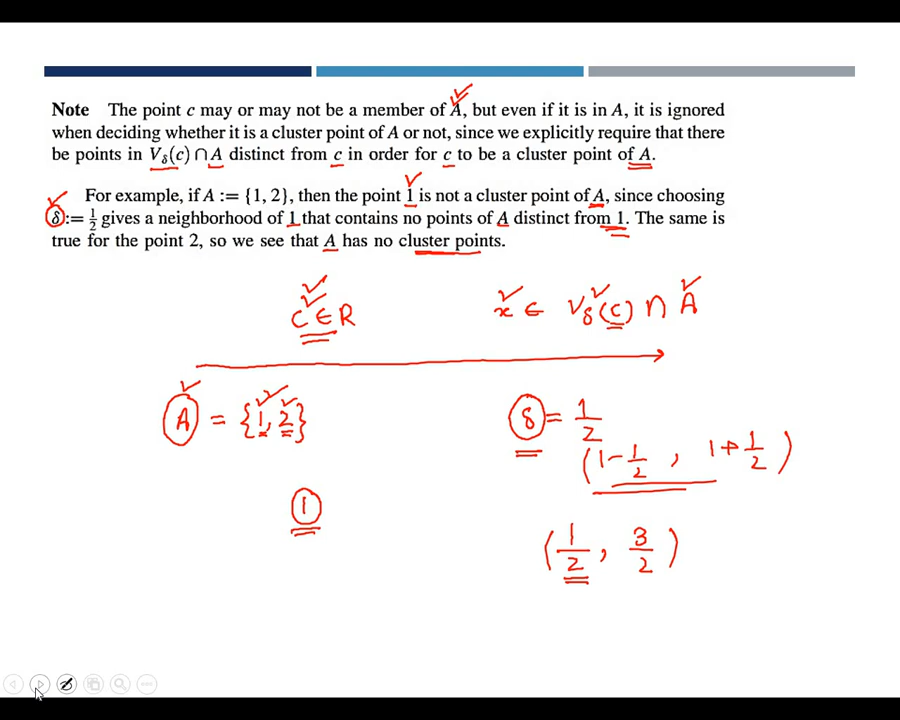 Note The point c may or may not be a member of A, but even if it is in A, it is ignored
when deciding whether it is a cluster point of A or not, since we explicitly require that there
be points in Vδ(c) ∩ A distinct from c in order for c to be a cluster point of A.
For example, if A := {1, 2}, then the point 1 is not a cluster point of A, since choosing
δ := 1/2 gives a neighborhood of 1 that contains no points of A distinct from 1. The same is
true for the point 2, so we see that A has no cluster points.
c ∈ R
x ∈ Vδ(c) ∩ A
A = {1, 2}
δ = 1/2
(1-1/2, 1+1/2)
1
(1/2, 3/2)